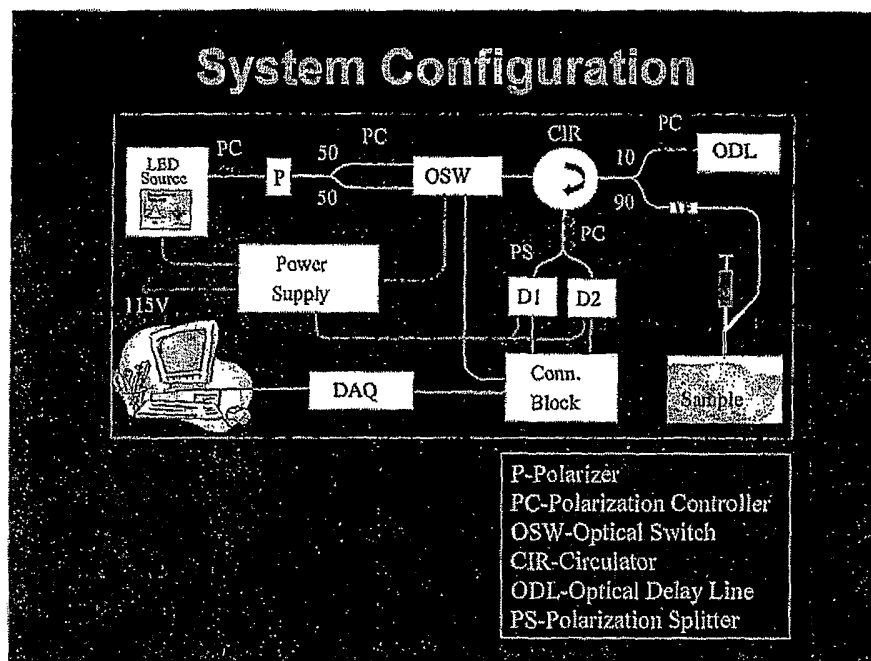 System Configuration
LED
Source
PC
P
50
50
PC
OSW
CIR
10
90
PC
ODL
PS
PC
Power
Supply
115V
D1
D2
DAQ
Conn.
Block
Sample
P-Polarizer
PC-Polarization Controller
OSW-Optical Switch
CIR-Circulator
ODL-Optical Delay Line
PS-Polarization Splitter